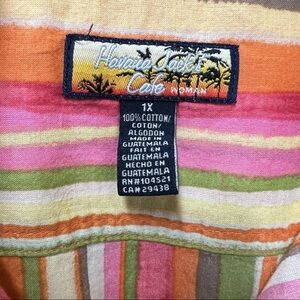 Havana Jack's
Cafe WOMAN
1X
100% COTTON/
COTON/
ALGODON
MADE IN
GUATEMALA
FAIT EN
GUATEMALA
HECHO EN
GUATEMALA
RN#104521
CA#29438